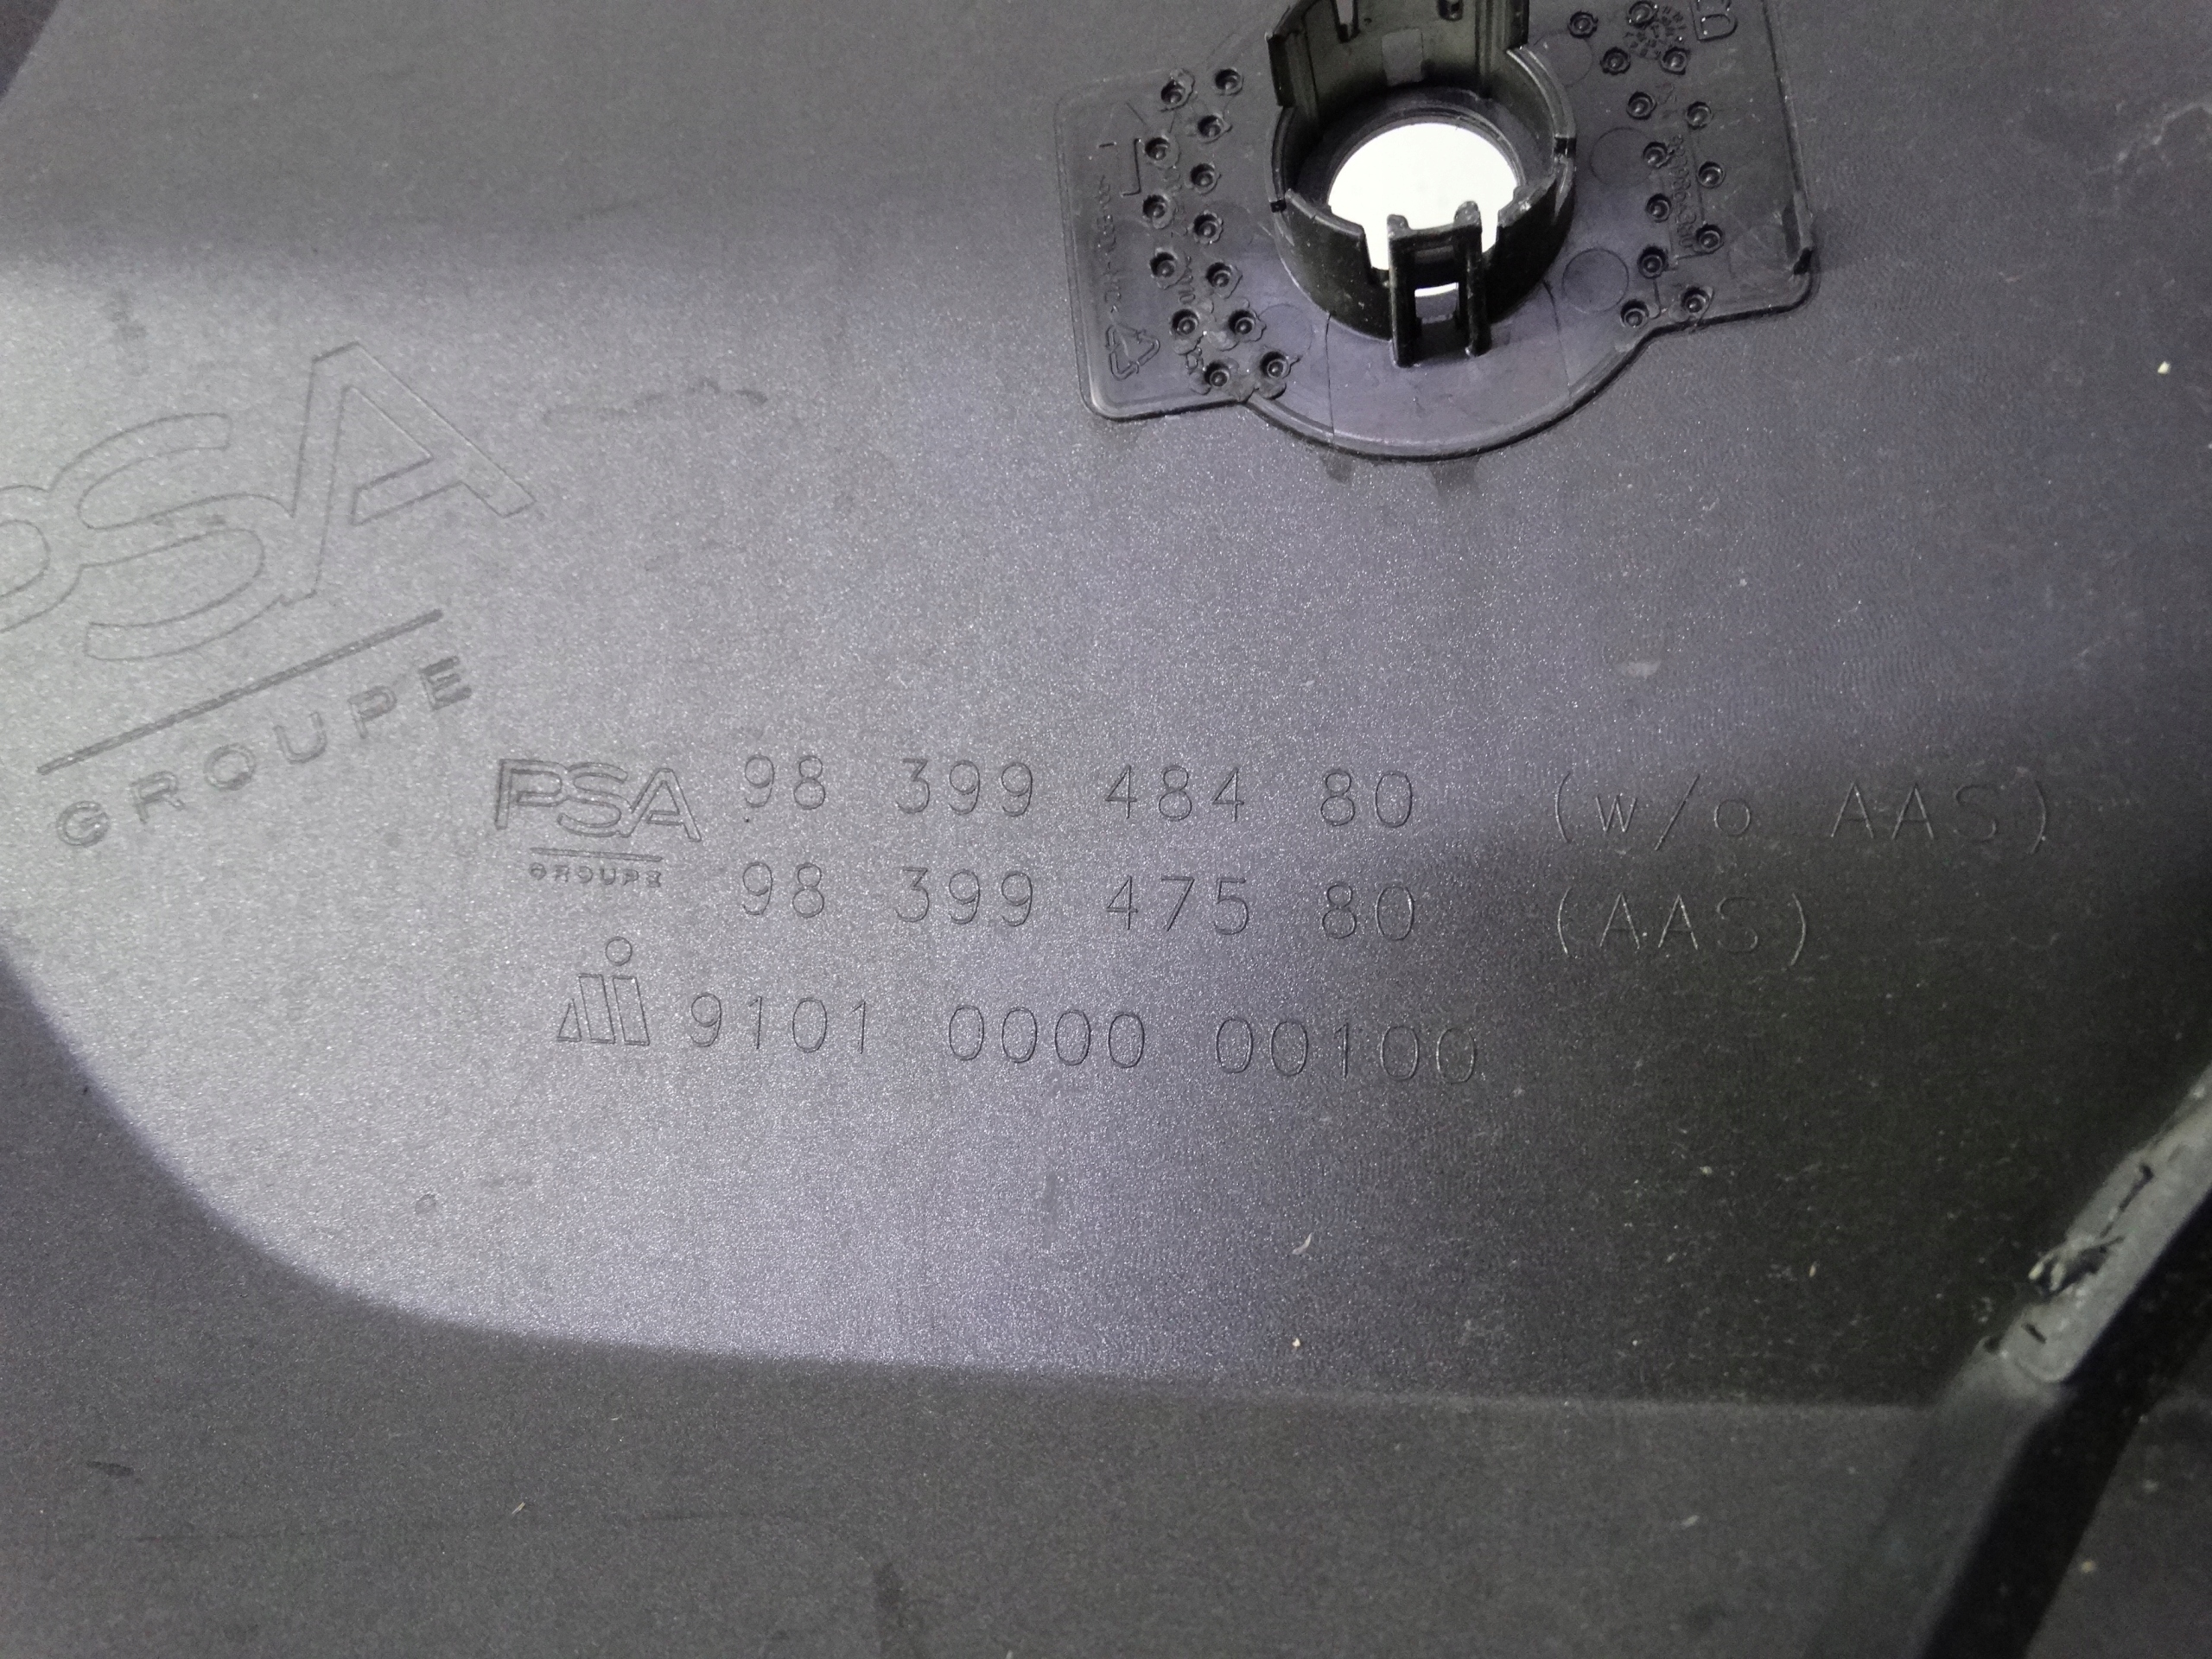 PSA
GROUPE
PSA 98 399 484 80 (w/o AAS)
GROUPE
98 399 475 80 (AAS)
9101 0000 00100